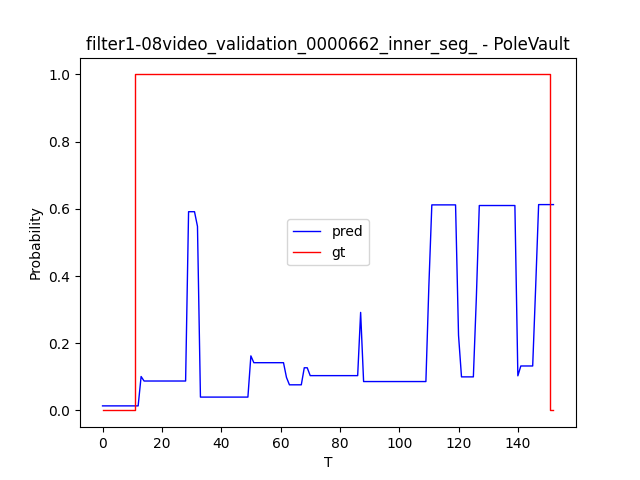 filter1-08video_validation_0000662_inner_seg_ - PoleVault
1.0
0.8
0.6
0.4
0.2
0.0
Probability
pred
gt
0 20 40 60 80 100 120 140
T